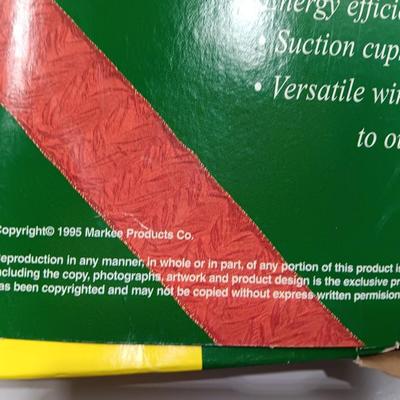 Energy effici
• Suction cup
• Versatile wi
to o
Copyright© 1995 Markee Products Co.
Reproduction in any manner, in whole or in part, of any portion of this product i
ncluding the copy, photographs, artwork and product design is the exclusive pr
as been copyrighted and may not be copied without express written permision